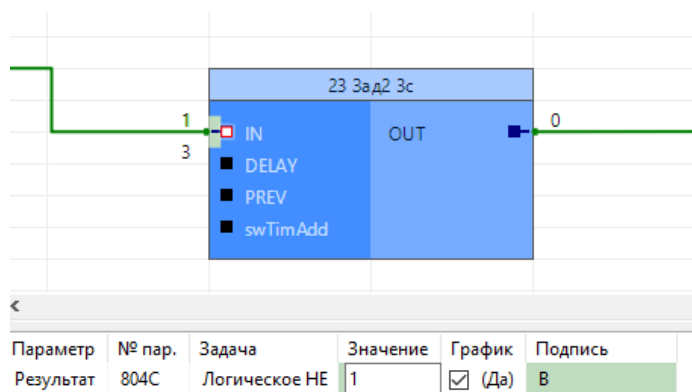 23 Зад2 3с
1
IN
OUT
0
3
DELAY
PREV
swTimAdd
<
Параметр № пар. Задача Значение График Подпись
Результат 804C Логическое НЕ 1 (Да) B